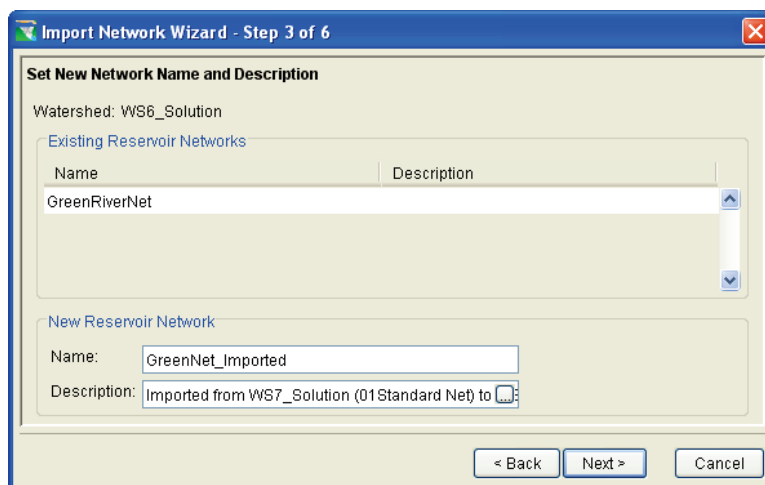 Import Network Wizard - Step 3 of 6
Set New Network Name and Description
Watershed: WS6_Solution
Existing Reservoir Networks
Name Description
GreenRiverNet
New Reservoir Network
Name: GreenNet_Imported
Description: Imported from WS7_Solution (01Standard Net) to ...
< Back Next > Cancel